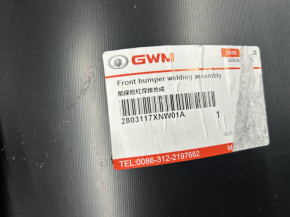 GWM
Front bumper welding assembly
前保险杠焊接总成
2803117XNW01A 1
TEL:0086-312-2197682
M